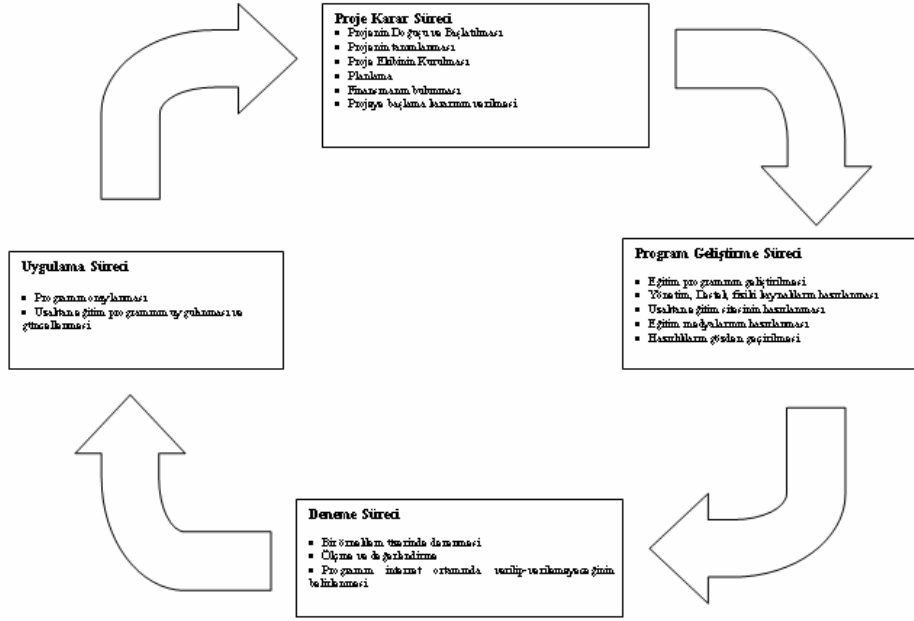 Proje Karar Süreci
▪ Projenin Doğuşu ve Başlatılması
▪ Projenin tanımlanması
▪ Proje Ekibinin Kurulması
▪ Planlama
▪ Finansmanın bulunması
▪ Projeye başlama kararının verilmesi
Program Geliştirme Süreci
▪ Eğitim programının geliştirilmesi
▪ Yönetim, Destek, fiziki kaynakların hazırlanması
▪ Uzaktan eğitim sitesinin hazırlanması
▪ Eğitim medyalarının hazırlanması
▪ Hazırlıkların gözden geçirilmesi
Deneme Süreci
▪ Bir örneklem üzerinde denenmesi
▪ Ölçme ve değerlendirme
▪ Programın internet ortamında verilip-verilemeyeceğinin
belirlenmesi
Uygulama Süreci
▪ Programın onaylanması
▪ Uzaktan eğitim programının uygulanması ve
güncellenmesi